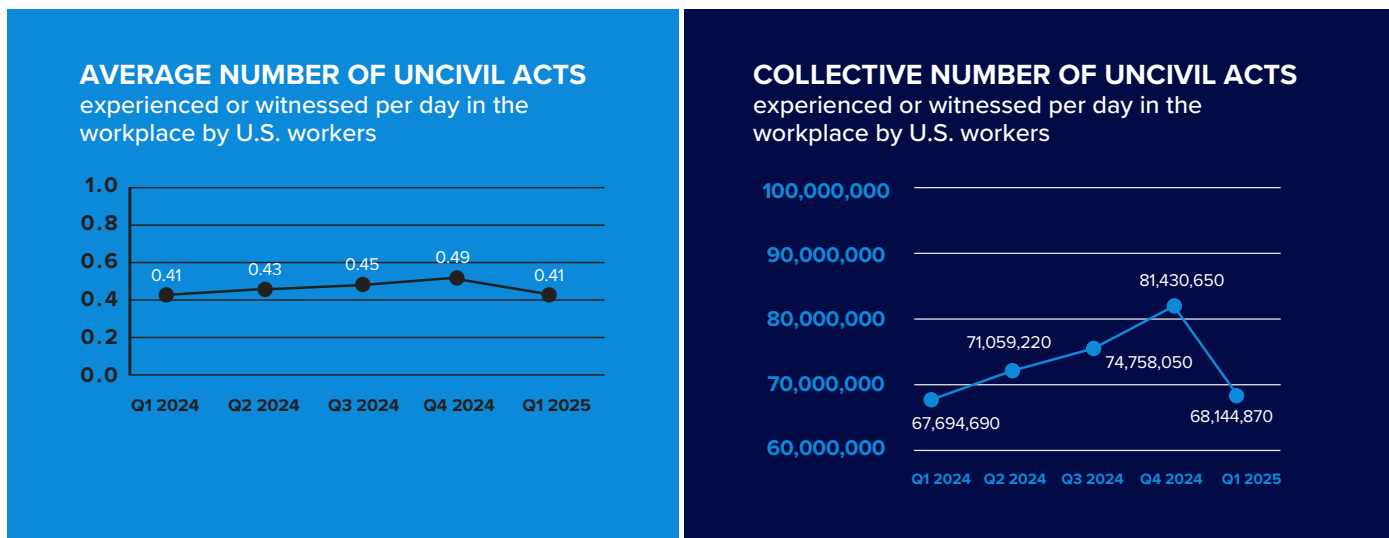 AVERAGE NUMBER OF UNCIVIL ACTS
experienced or witnessed per day in the
workplace by U.S. workers
1.0
0.8
0.6
0.4
0.2
0.0
0.41
0.43
0.45
0.49
0.41
Q1 2024 Q2 2024 Q3 2024 Q4 2024 Q1 2025
COLLECTIVE NUMBER OF UNCIVIL ACTS
experienced or witnessed per day in the
workplace by U.S. workers
100,000,000
90,000,000
80,000,000
70,000,000
60,000,000
67,694,690
71,059,220
74,758,050
81,430,650
68,144,870
Q1 2024 Q2 2024 Q3 2024 Q4 2024 Q1 2025